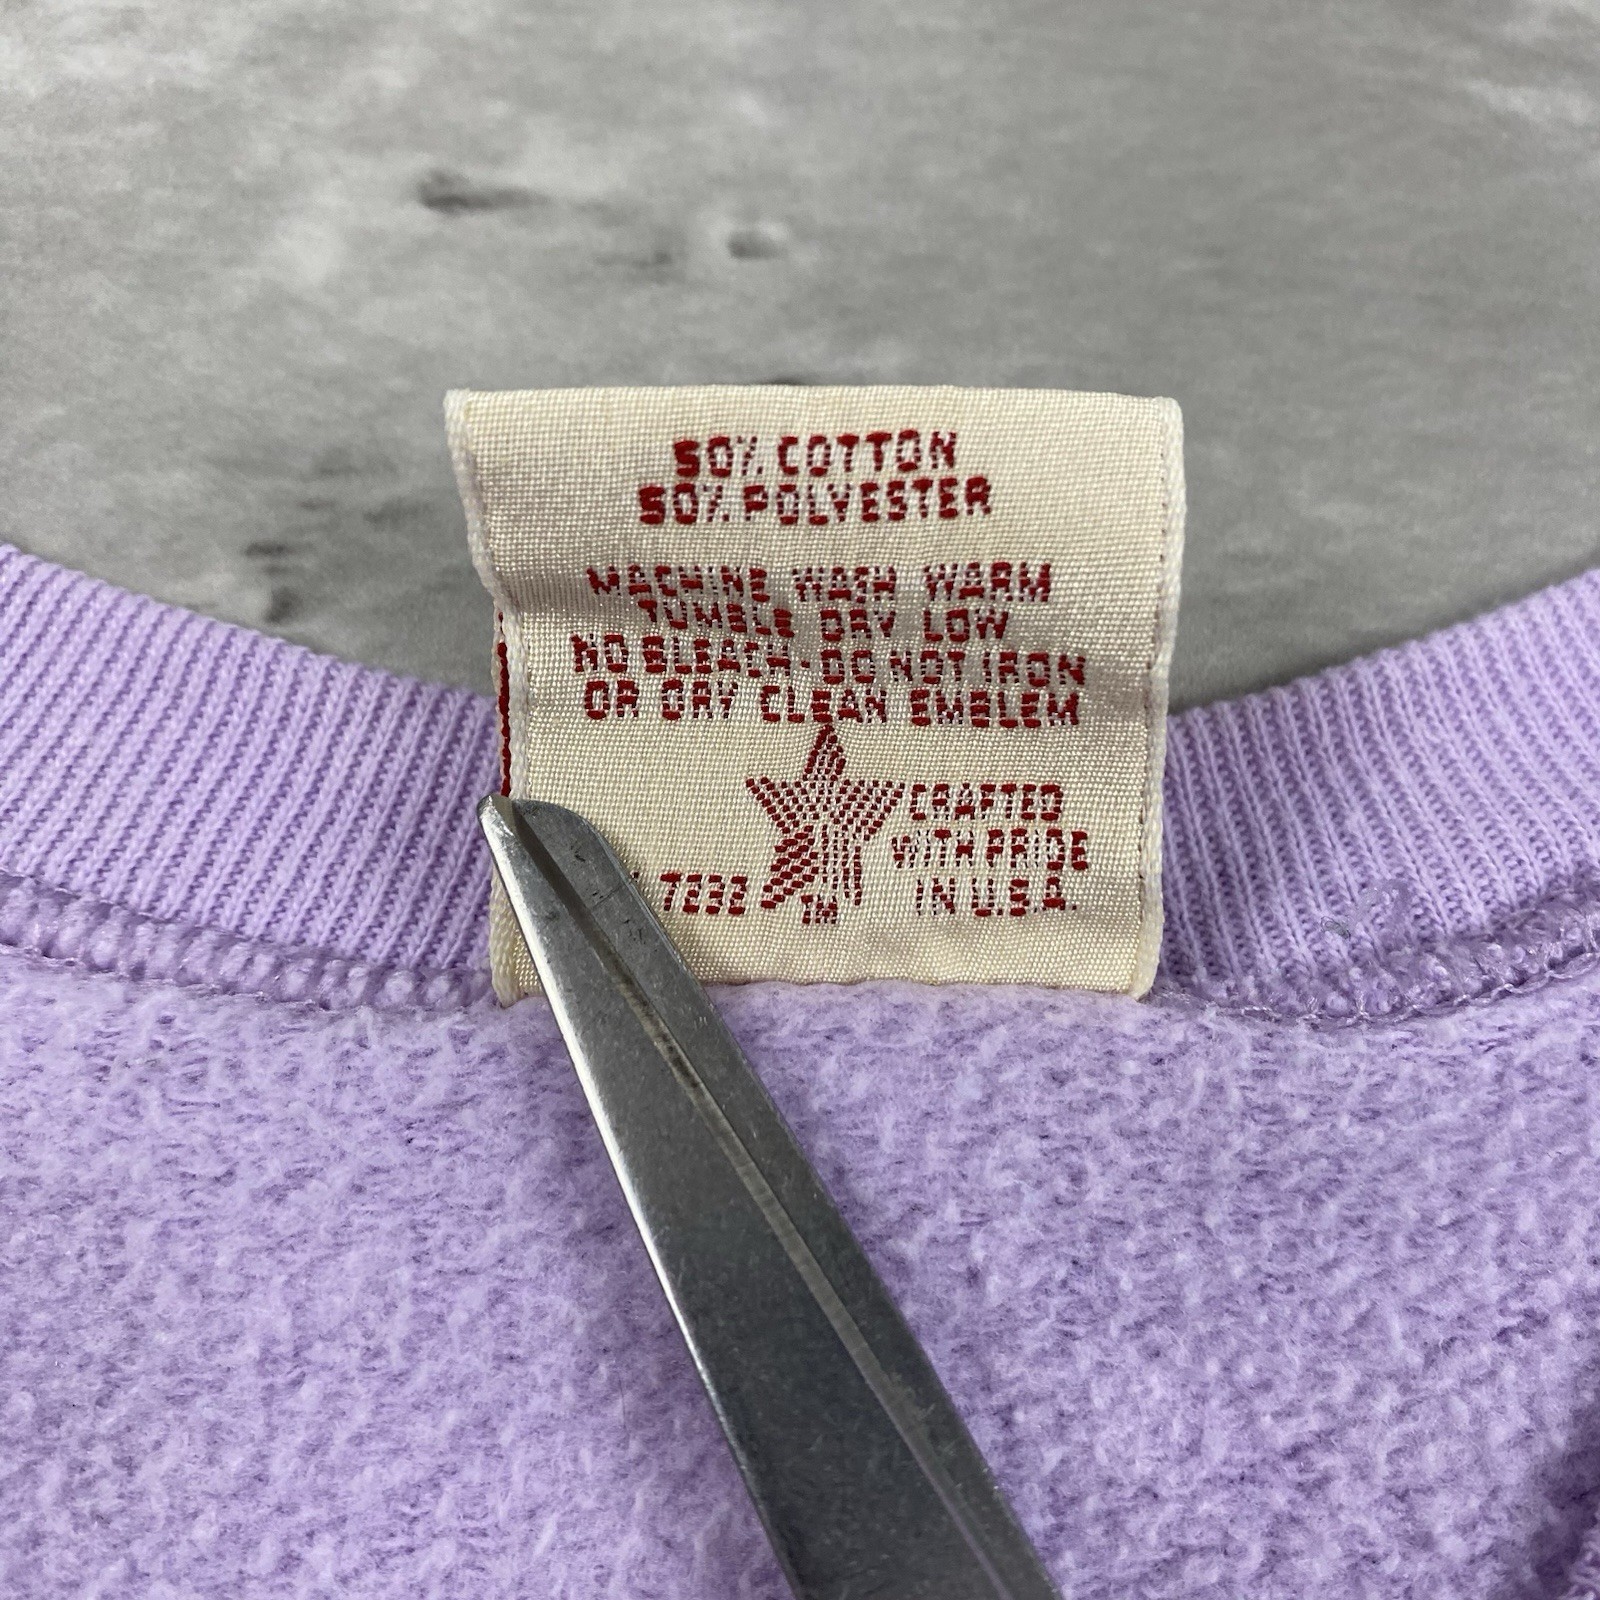 50% COTTON
50% POLYESTER
MACHINE WASH WARM
TUMBLE DRY LOW
NO BLEACH-DO NOT IRON
OR DRY CLEAN EMBLEM
CRAFTED
WITH PRIDE
IN U.S.A.
7232
TM